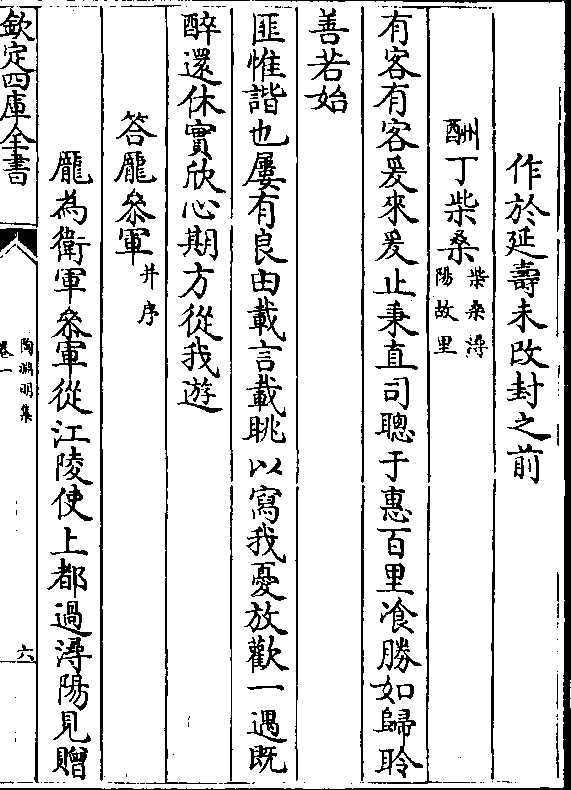 作於延壽未改封之前
酬丁柴桑柴桑潯陽故里
有客有客爰來爰止秉直司聰于惠百里飡勝如歸聆
善若始
匪惟諧也屢有良由載言載眺以寫我憂放歡一遇既
醉還休實欣心期方從我遊
答龐叅軍并序
龐為衛軍叅軍從江陵使上都過潯陽見贈
欽定四庫全書
陶淵明集
卷一
六